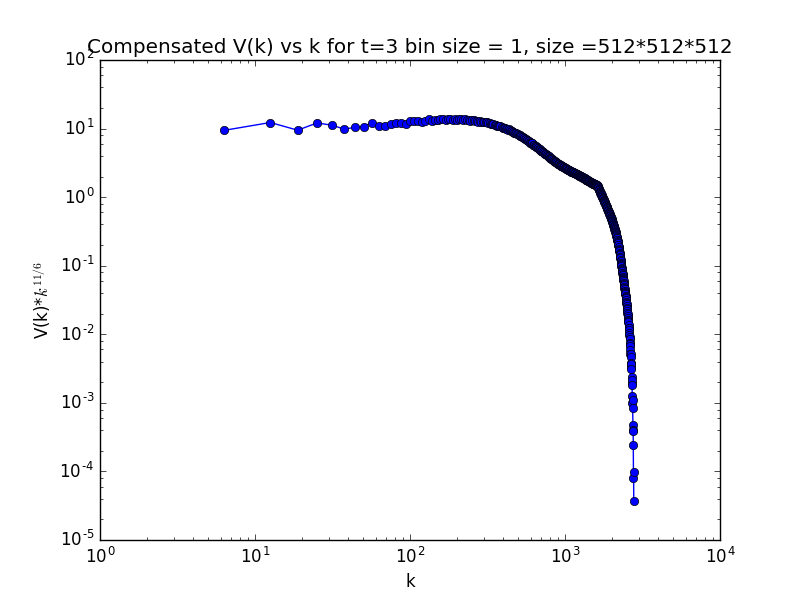 Compensated V(k) vs k for t=3 bin size = 1, size =512*512*512
10^2
10^1
10^0
10^-1
10^-2
10^-3
10^-4
10^-5
V(k)*k^11/6
10^0 10^1 10^2 10^3 10^4
k